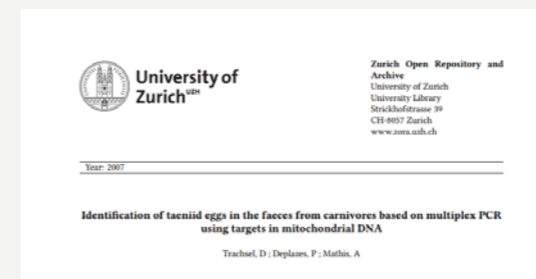 University of
Zurich UZH
Zurich Open Repository and
Archive
University of Zurich
University Library
Strickhofstrasse 39
CH-8057 Zurich
www.zora.uzh.ch
Year: 2007
Identification of taeniid eggs in the faeces from carnivores based on multiplex PCR
using targets in mitochondrial DNA
Trachsel, D ; Deplazes, P ; Mathis, A